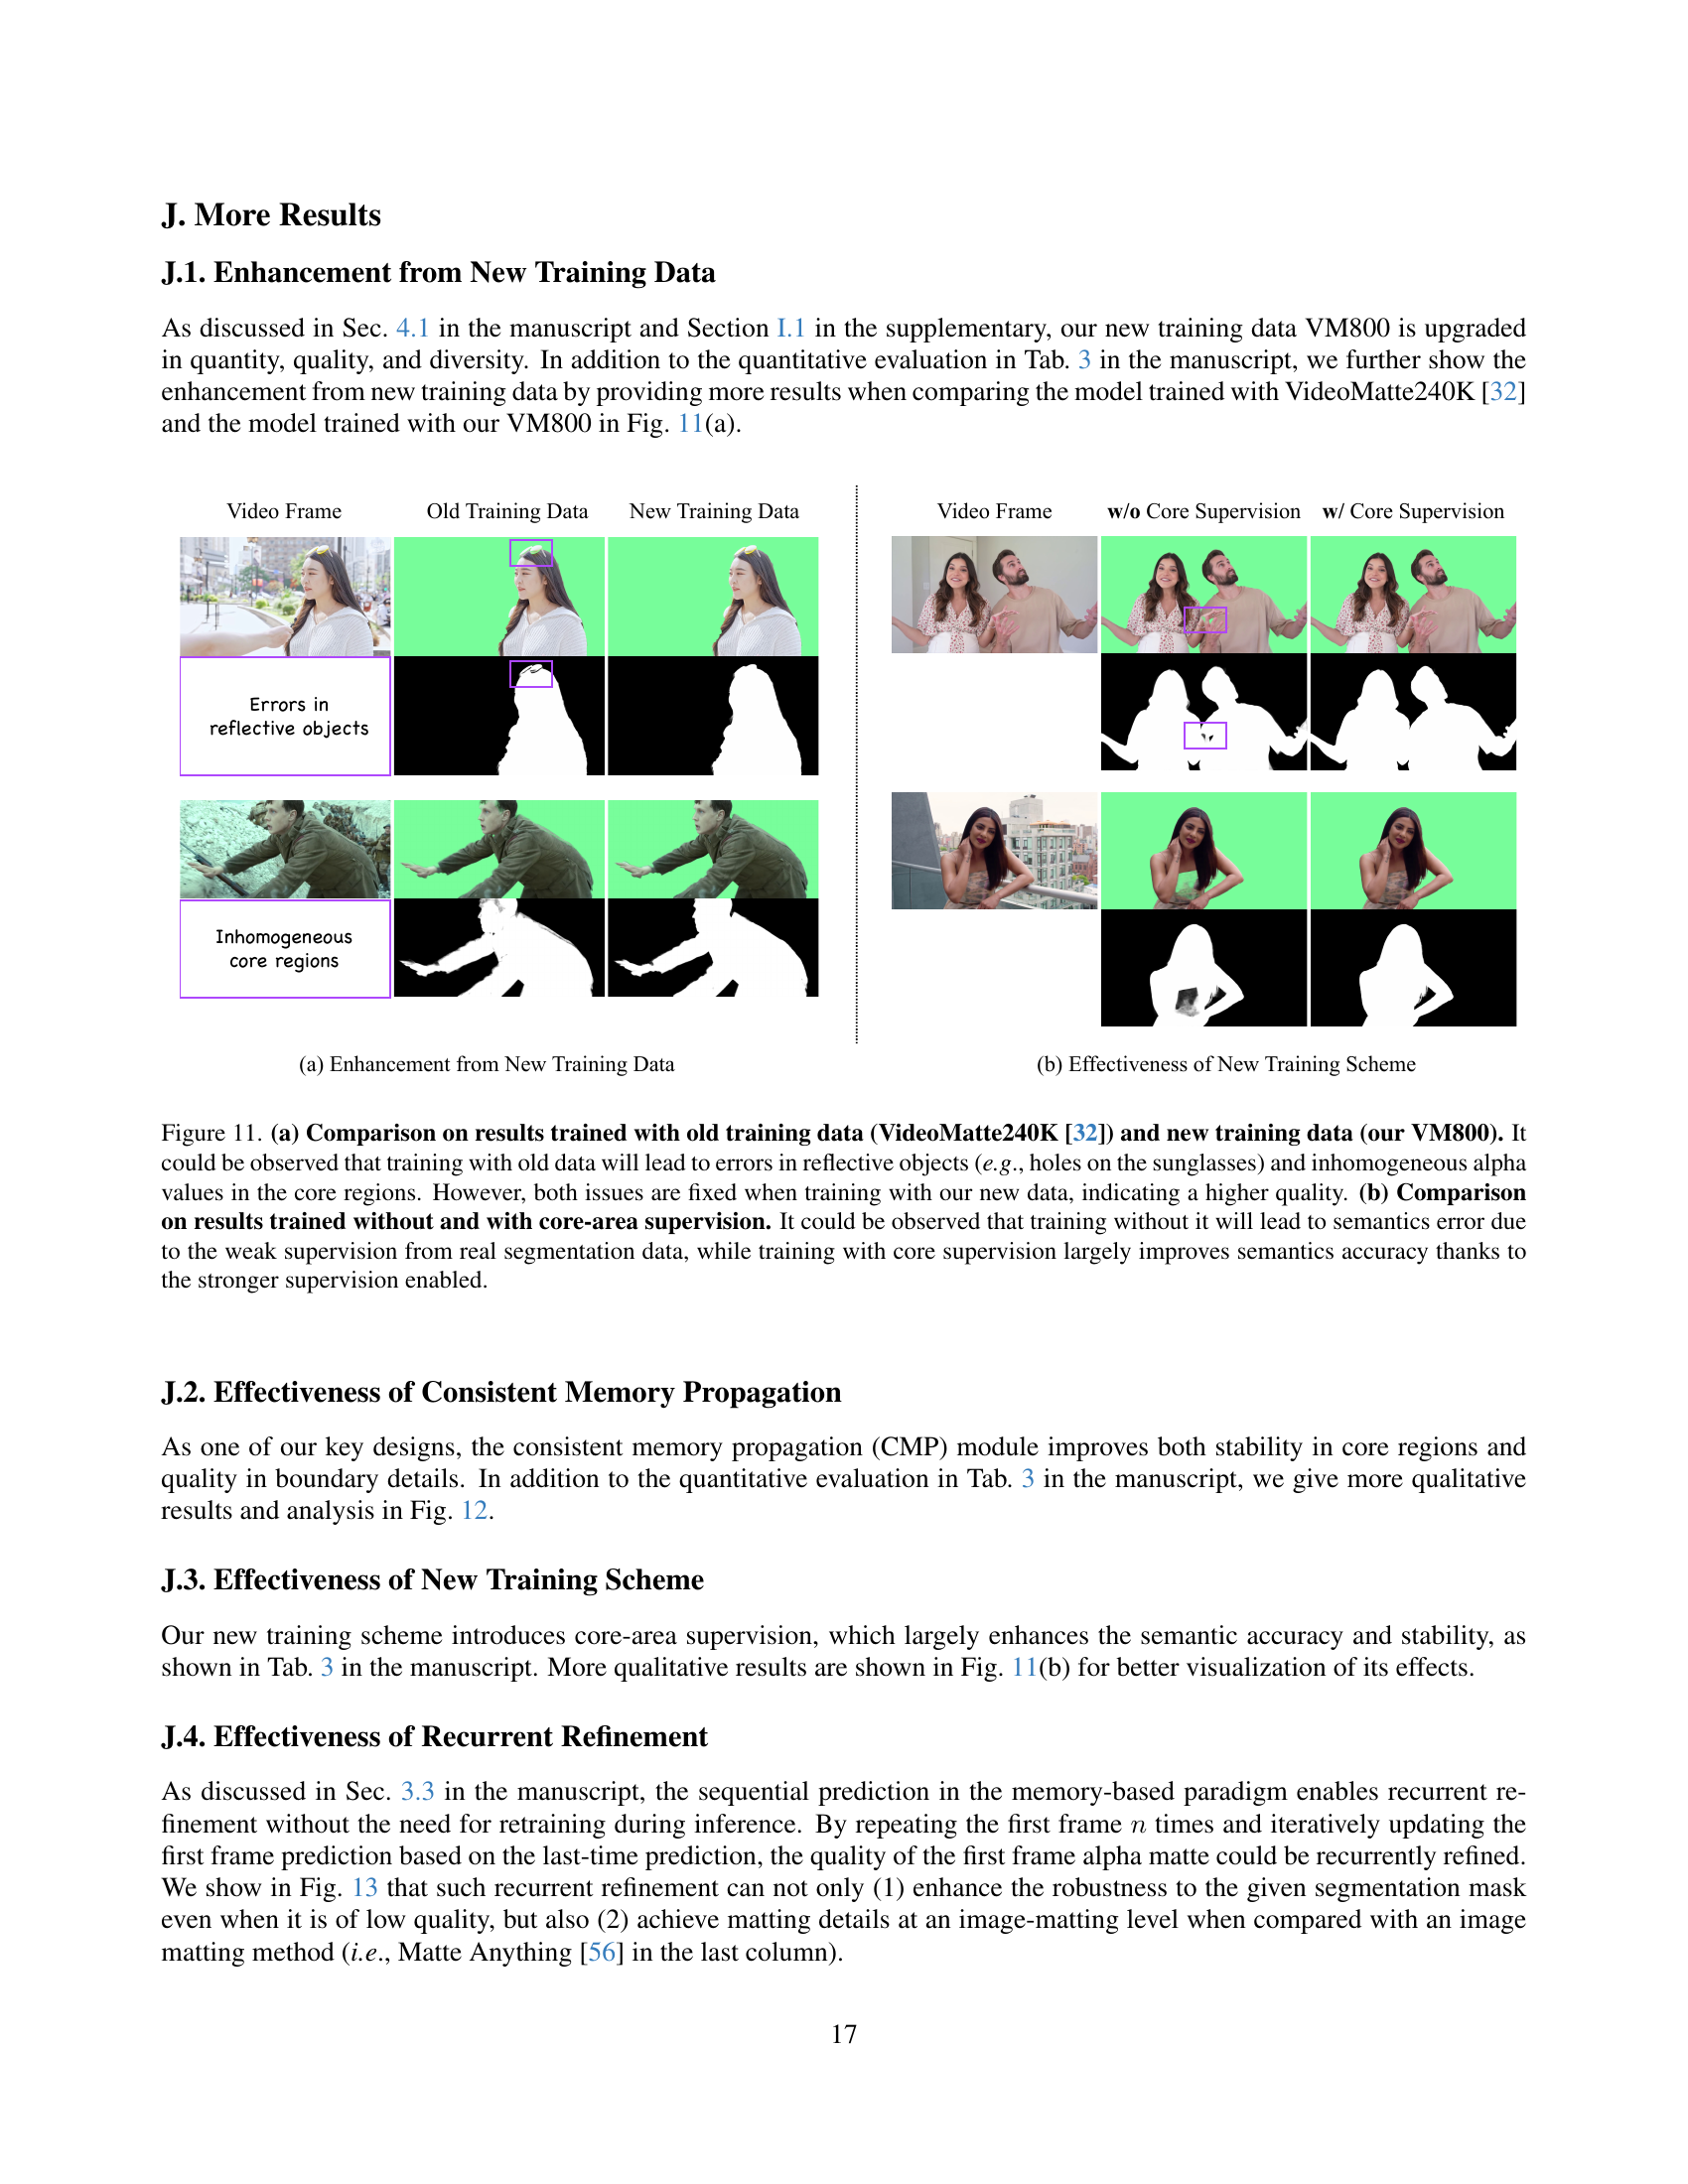 J. More Results
J.1. Enhancement from New Training Data
As discussed in Sec. 4.1 in the manuscript and Section I.1 in the supplementary, our new training data VM800 is upgraded
in quantity, quality, and diversity. In addition to the quantitative evaluation in Tab. 3 in the manuscript, we further show the
enhancement from new training data by providing more results when comparing the model trained with VideoMatte240K [32]
and the model trained with our VM800 in Fig. 11(a).
Video Frame Old Training Data New Training Data
Errors in
reflective objects
Inhomogeneous
core regions
(a) Enhancement from New Training Data
Video Frame w/o Core Supervision w/ Core Supervision
(b) Effectiveness of New Training Scheme
Figure 11. (a) Comparison on results trained with old training data (VideoMatte240K [32]) and new training data (our VM800). It
could be observed that training with old data will lead to errors in reflective objects (e.g., holes on the sunglasses) and inhomogeneous alpha
values in the core regions. However, both issues are fixed when training with our new data, indicating a higher quality. (b) Comparison
on results trained without and with core-area supervision. It could be observed that training without it will lead to semantics error due
to the weak supervision from real segmentation data, while training with core supervision largely improves semantics accuracy thanks to
the stronger supervision enabled.
J.2. Effectiveness of Consistent Memory Propagation
As one of our key designs, the consistent memory propagation (CMP) module improves both stability in core regions and
quality in boundary details. In addition to the quantitative evaluation in Tab. 3 in the manuscript, we give more qualitative
results and analysis in Fig. 12.
J.3. Effectiveness of New Training Scheme
Our new training scheme introduces core-area supervision, which largely enhances the semantic accuracy and stability, as
shown in Tab. 3 in the manuscript. More qualitative results are shown in Fig. 11(b) for better visualization of its effects.
J.4. Effectiveness of Recurrent Refinement
As discussed in Sec. 3.3 in the manuscript, the sequential prediction in the memory-based paradigm enables recurrent re-
finement without the need for retraining during inference. By repeating the first frame n times and iteratively updating the
first frame prediction based on the last-time prediction, the quality of the first frame alpha matte could be recurrently refined.
We show in Fig. 13 that such recurrent refinement can not only (1) enhance the robustness to the given segmentation mask
even when it is of low quality, but also (2) achieve matting details at an image-matting level when compared with an image
matting method (i.e., Matte Anything [56] in the last column).
17